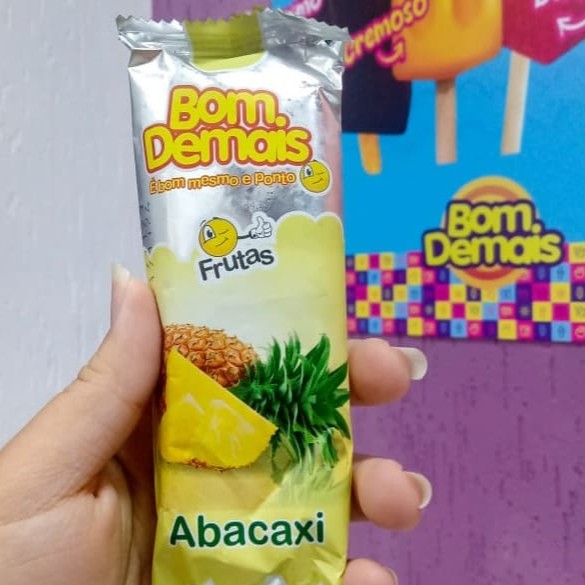 Bom.
Demais
É bom mesmo e Ponto
Frutas
Abacaxi
Cremoso
Bom.
Demais